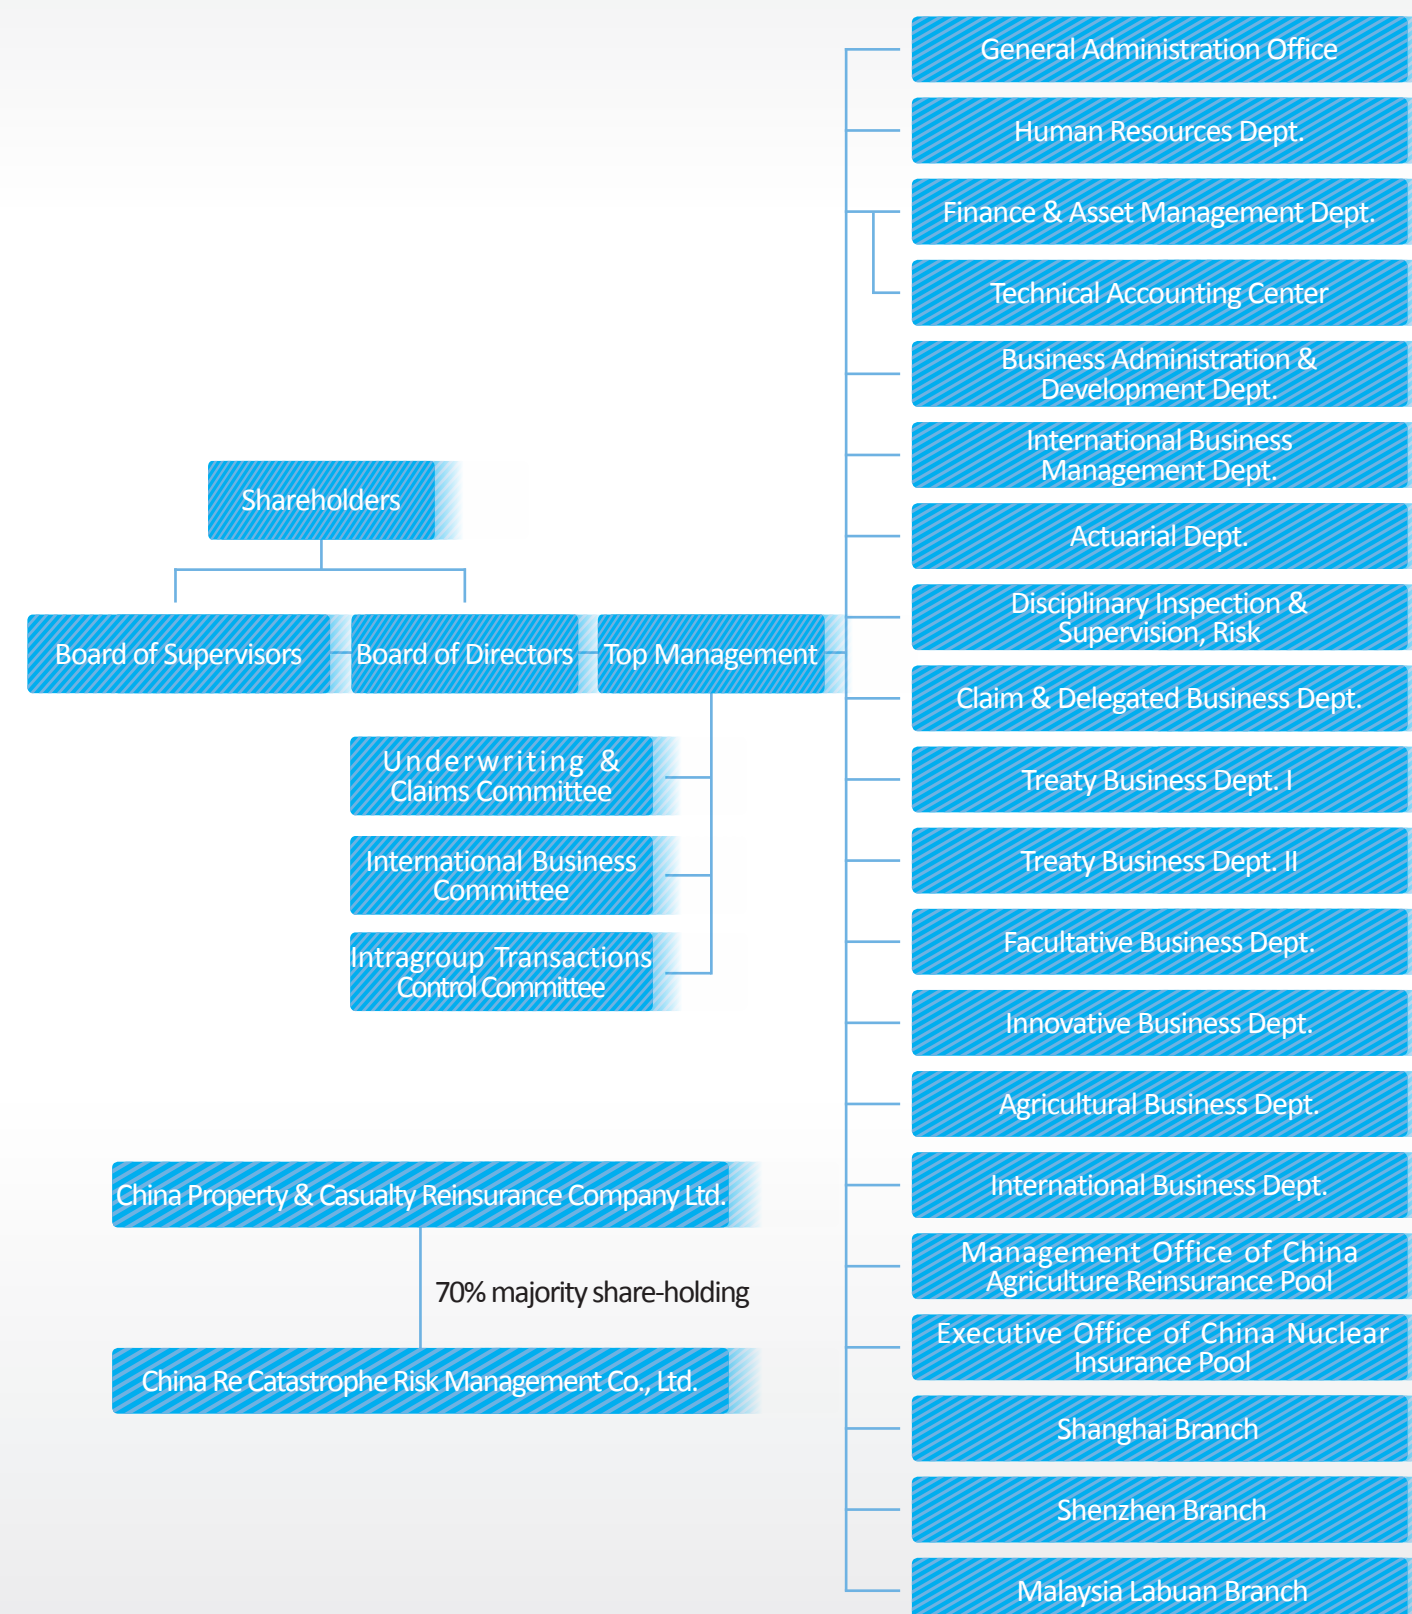 Shareholders
Board of Supervisors
Board of Directors
Top Management
Underwriting &
Claims Committee
International Business
Committee
Intragroup Transactions
Control Committee
China Property & Casualty Reinsurance Company Ltd.
70% majority share-holding
China Re Catastrophe Risk Management Co., Ltd.
General Administration Office
Human Resources Dept.
Finance & Asset Management Dept.
Technical Accounting Center
Business Administration &
Development Dept.
International Business
Management Dept.
Actuarial Dept.
Disciplinary Inspection &
Supervision, Risk
Claim & Delegated Business Dept.
Treaty Business Dept. I
Treaty Business Dept. II
Facultative Business Dept.
Innovative Business Dept.
Agricultural Business Dept.
International Business Dept.
Management Office of China
Agriculture Reinsurance Pool
Executive Office of China Nuclear
Insurance Pool
Shanghai Branch
Shenzhen Branch
Malaysia Labuan Branch